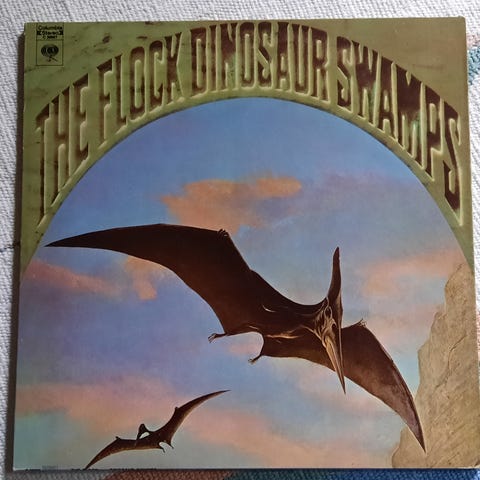 Columbia
Stereo
THE FLOCK DINOSAUR SWAMPS